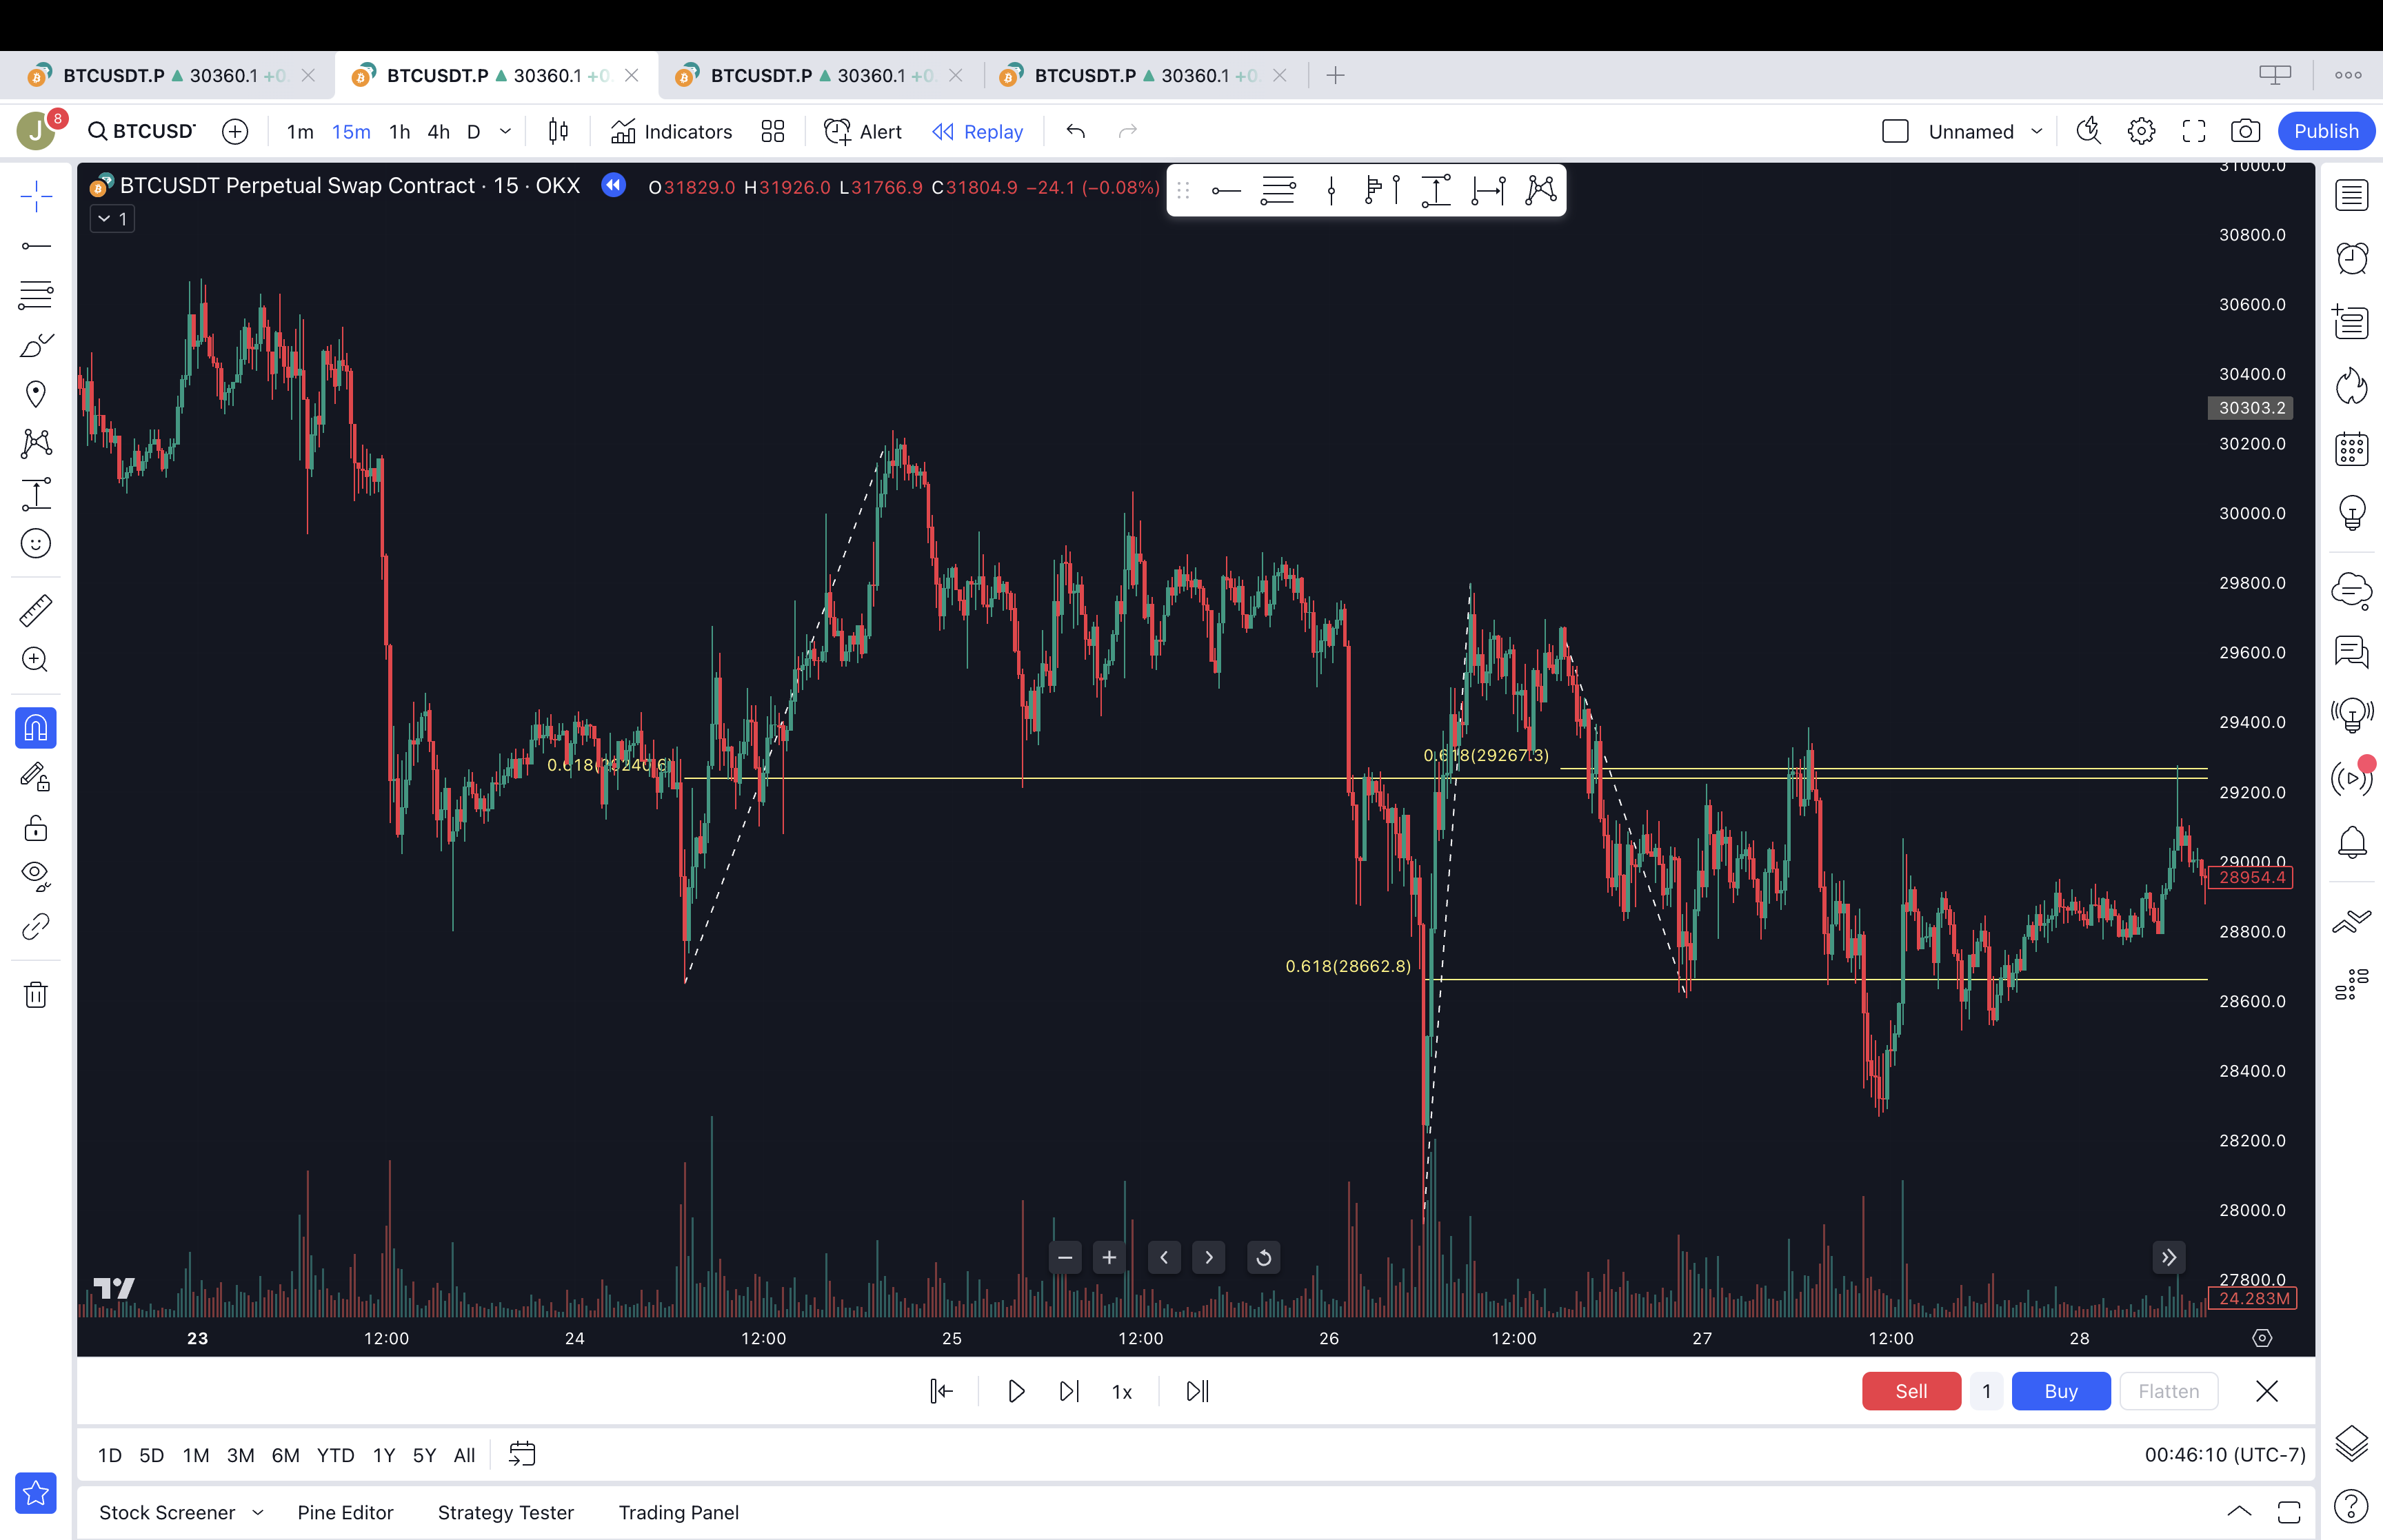 BTCUSDT.P ▲ 30360.1 +0. BTCUSDT.P ▲ 30360.1 +0. BTCUSDT.P ▲ 30360.1 +0. BTCUSDT.P ▲ 30360.1 +0.
J 8 BTCUSD 1m 15m 1h 4h D Indicators Alert Replay Unnamed Publish
BTCUSDT Perpetual Swap Contract · 15 · OKX O31829.0 H31926.0 L31766.9 C31804.9 −24.1 (−0.08%)
1
31000.0
30800.0
30600.0
30400.0
30303.2
30200.0
30000.0
29800.0
29600.0
29400.0
0.618(29267.3)
0.618(29240.6)
29200.0
29000.0
28954.4
28800.0
0.618(28662.8)
28600.0
28400.0
28200.0
28000.0
27800.0
24.283M
23 12:00 24 12:00 25 12:00 26 12:00 27 12:00 28
1x Sell 1 Buy Flatten
1D 5D 1M 3M 6M YTD 1Y 5Y All 00:46:10 (UTC-7)
Stock Screener Pine Editor Strategy Tester Trading Panel